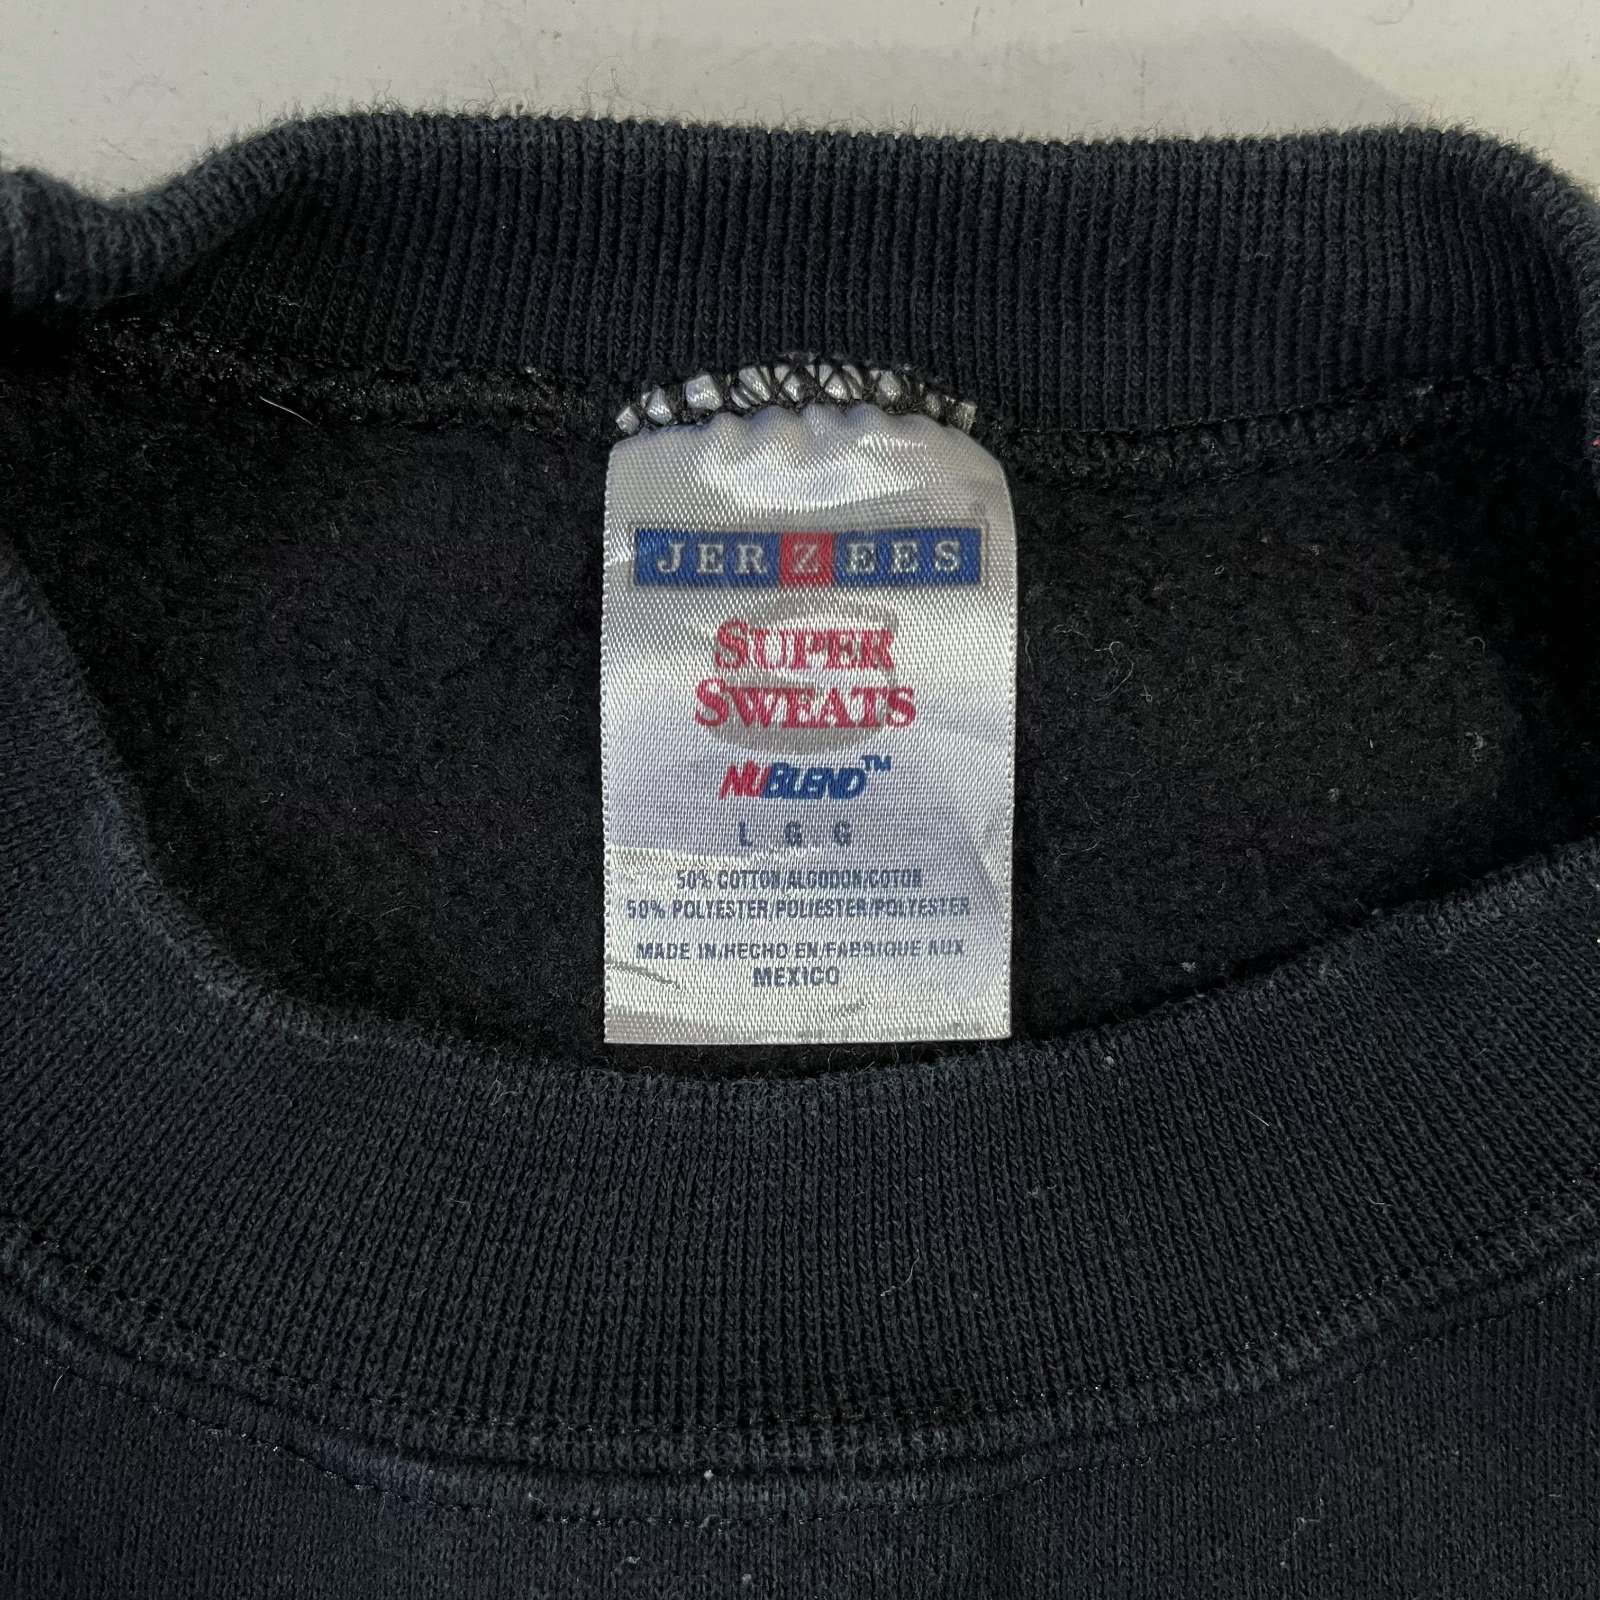 JERZEES
SUPER
SWEATS
NUBLEND™
L G G
50% COTTON/ALGODON/COTON
50% POLYESTER/POLIESTER/POLYESTER
MADE IN/HECHO EN/FABRIQUE AUX
MEXICO